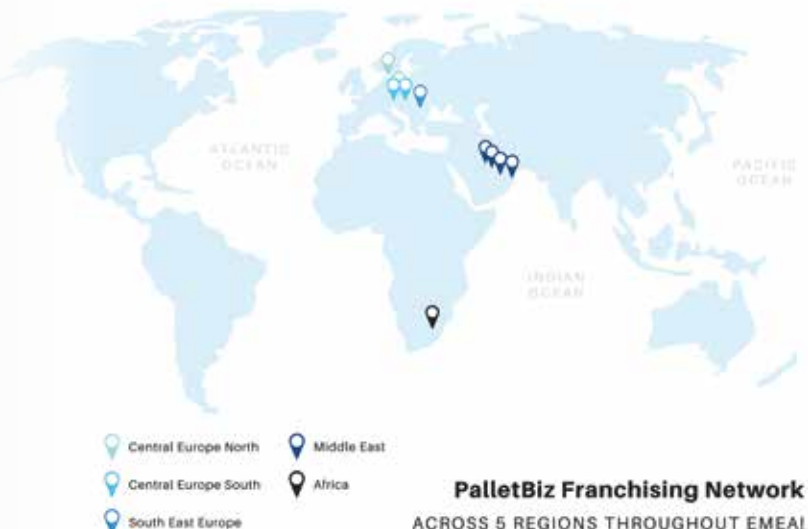 ATLANTIC
OCEAN
PACIFIC
OCEAN
INDIAN
OCEAN
Central Europe North
Middle East
Central Europe South
Africa
South East Europe
PalletBiz Franchising Network
ACROSS 5 REGIONS THROUGHOUT EMEAI